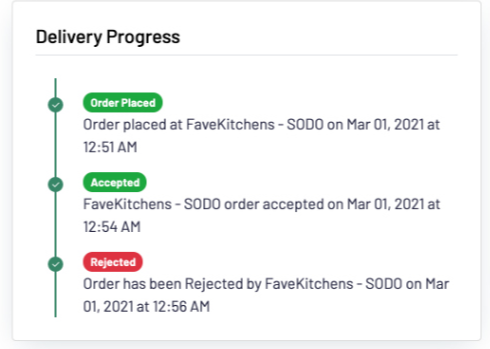 Delivery Progress
Order Placed
Order placed at FaveKitchens - SODO on Mar 01, 2021 at
12:51 AM
Accepted
FaveKitchens - SODO order accepted on Mar 01, 2021 at
12:54 AM
Rejected
Order has been Rejected by FaveKitchens - SODO on Mar
01, 2021 at 12:56 AM